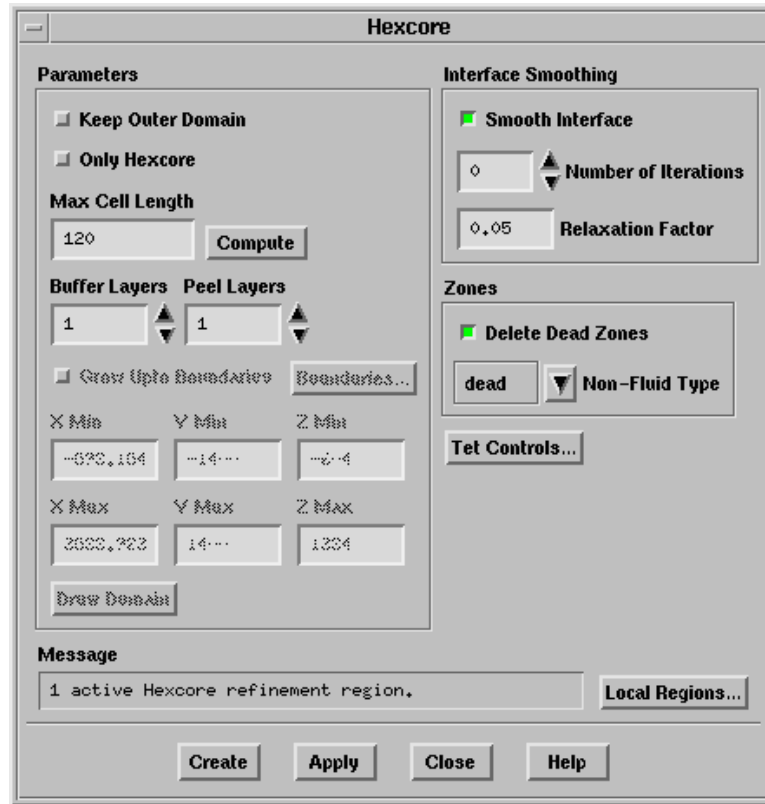 Hexcore
Parameters
Keep Outer Domain
Only Hexcore
Max Cell Length
120 Compute
Buffer Layers Peel Layers
1 1
Grow Upto Boundaries Boundaries...
X Min Y Min Z Min
X Max Y Max Z Max
Draw Domain
Interface Smoothing
Smooth Interface
0 Number of Iterations
0.05 Relaxation Factor
Zones
Delete Dead Zones
dead Non-Fluid Type
Tet Controls...
Message
1 active Hexcore refinement region.
Local Regions...
Create Apply Close Help